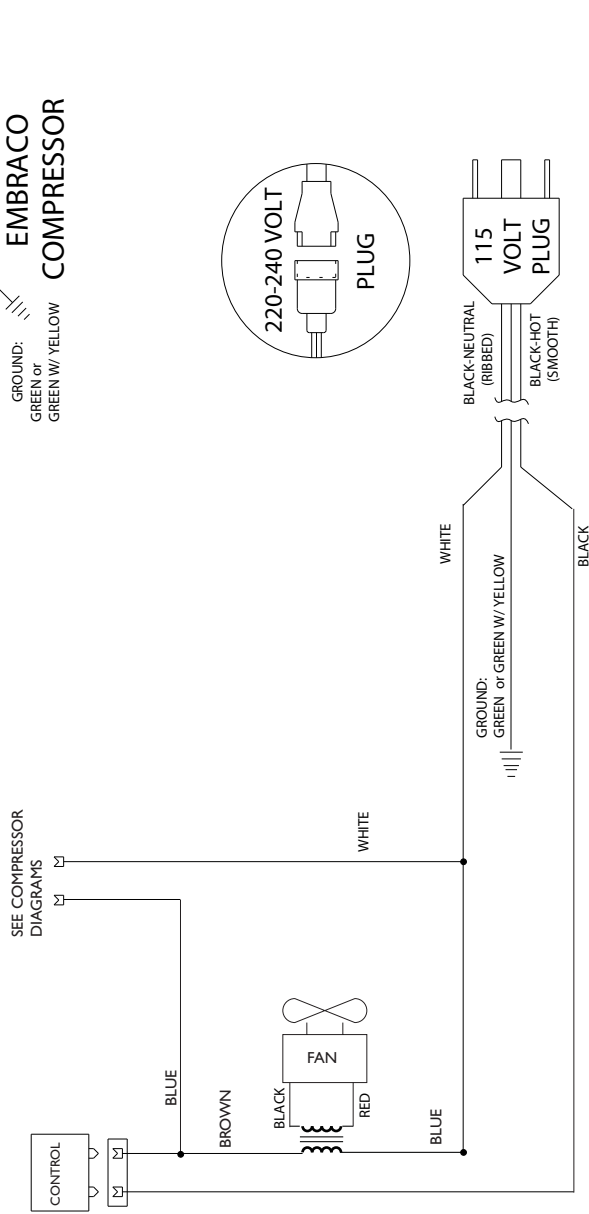 EMBRACO
COMPRESSOR
GROUND:
GREEN or
GREEN W/ YELLOW
220-240 VOLT
PLUG
115
VOLT
PLUG
BLACK-NEUTRAL
(RIBBED)
BLACK-HOT
(SMOOTH)
WHITE
GROUND:
GREEN or GREEN W/ YELLOW
BLACK
SEE COMPRESSOR
DIAGRAMS
WHITE
BLUE
BROWN
BLACK
FAN
RED
BLUE
CONTROL